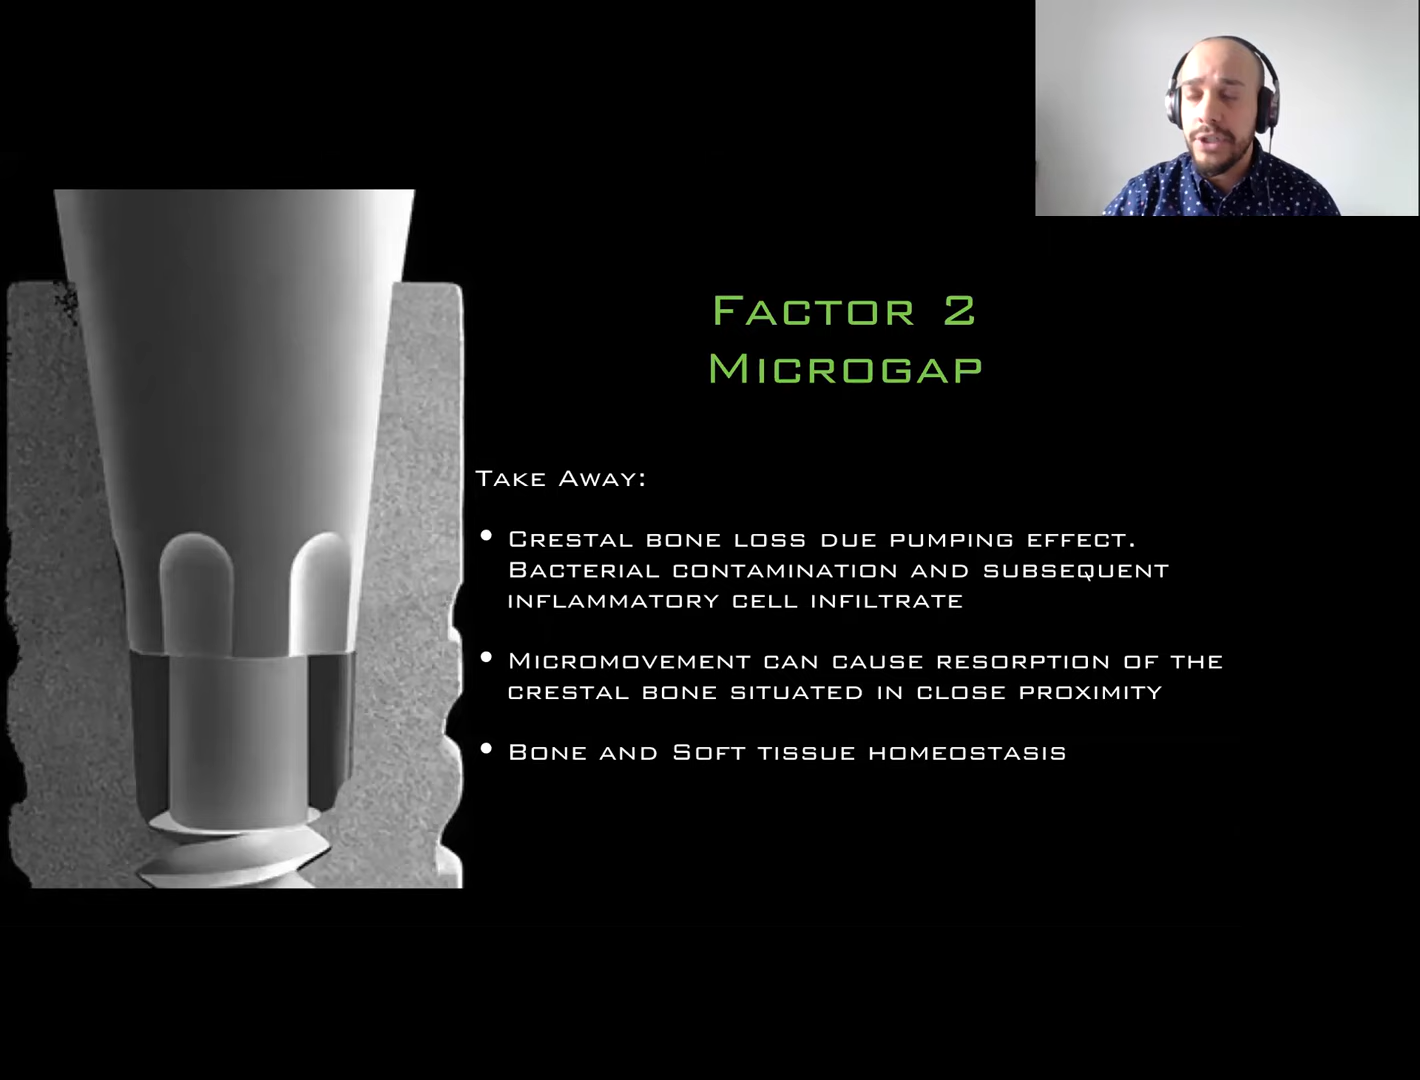 Factor 2
Microgap
Take Away:
• Crestal bone loss due pumping effect.
Bacterial contamination and subsequent
inflammatory cell infiltrate
• Micromovement can cause resorption of the
crestal bone situated in close proximity
• Bone and Soft tissue homeostasis